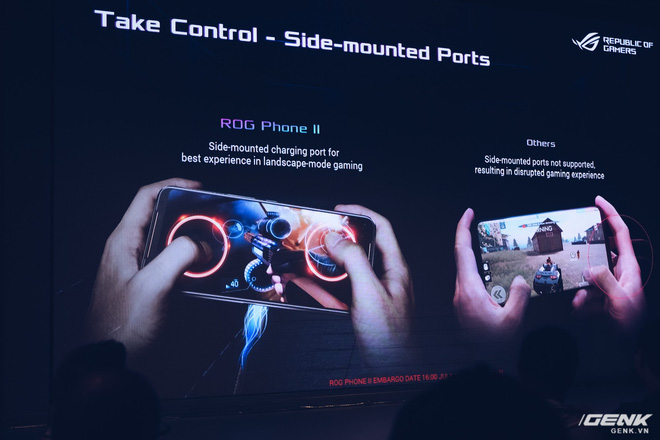 Take Control - Side-mounted Ports
REPUBLIC OF
GAMERS
ROG Phone II
Side-mounted charging port for
best experience in landscape-mode gaming
Others
Side-mounted ports not supported,
resulting in disrupted gaming experience
40
ROG PHONE II EMBARGO DATE 16:00
GENK
GENK.VN